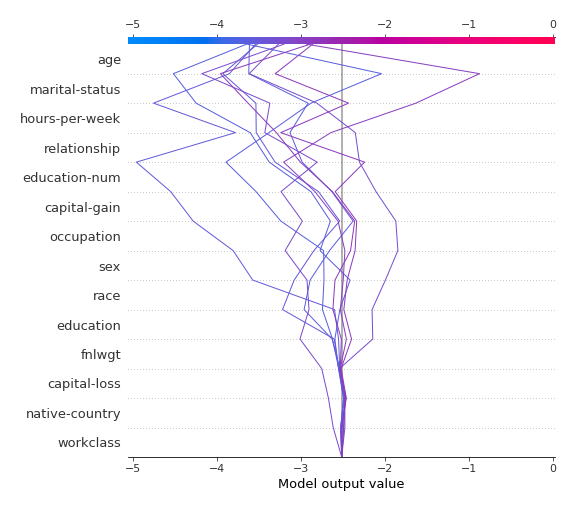 −5 −4 −3 −2 −1 0
age
marital-status
hours-per-week
relationship
education-num
capital-gain
occupation
sex
race
education
fnlwgt
capital-loss
native-country
workclass
−5 −4 −3 −2 −1 0
Model output value